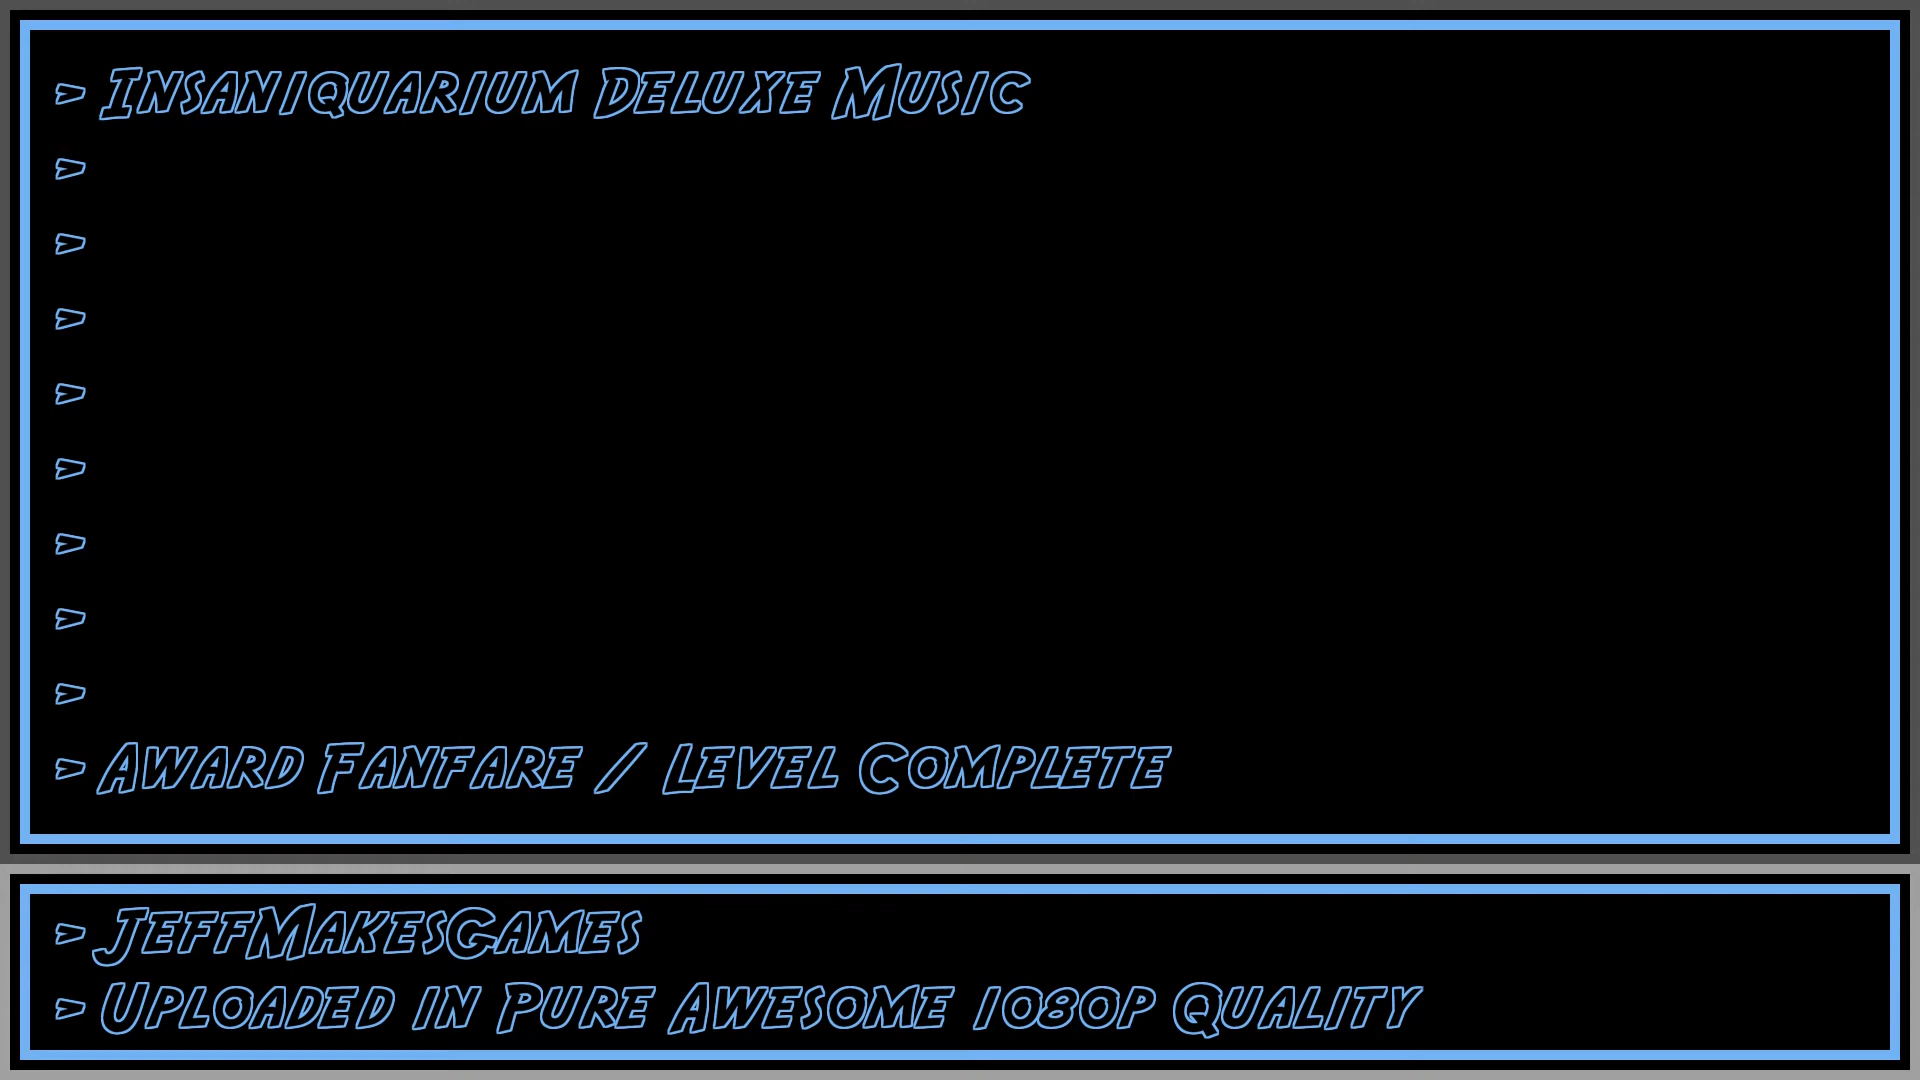 > Insaniquarium Deluxe Music
>
>
>
>
>
>
>
>
> Award Fanfare / Level Complete
> JeffMakesGames
> Uploaded in Pure Awesome 1080p Quality